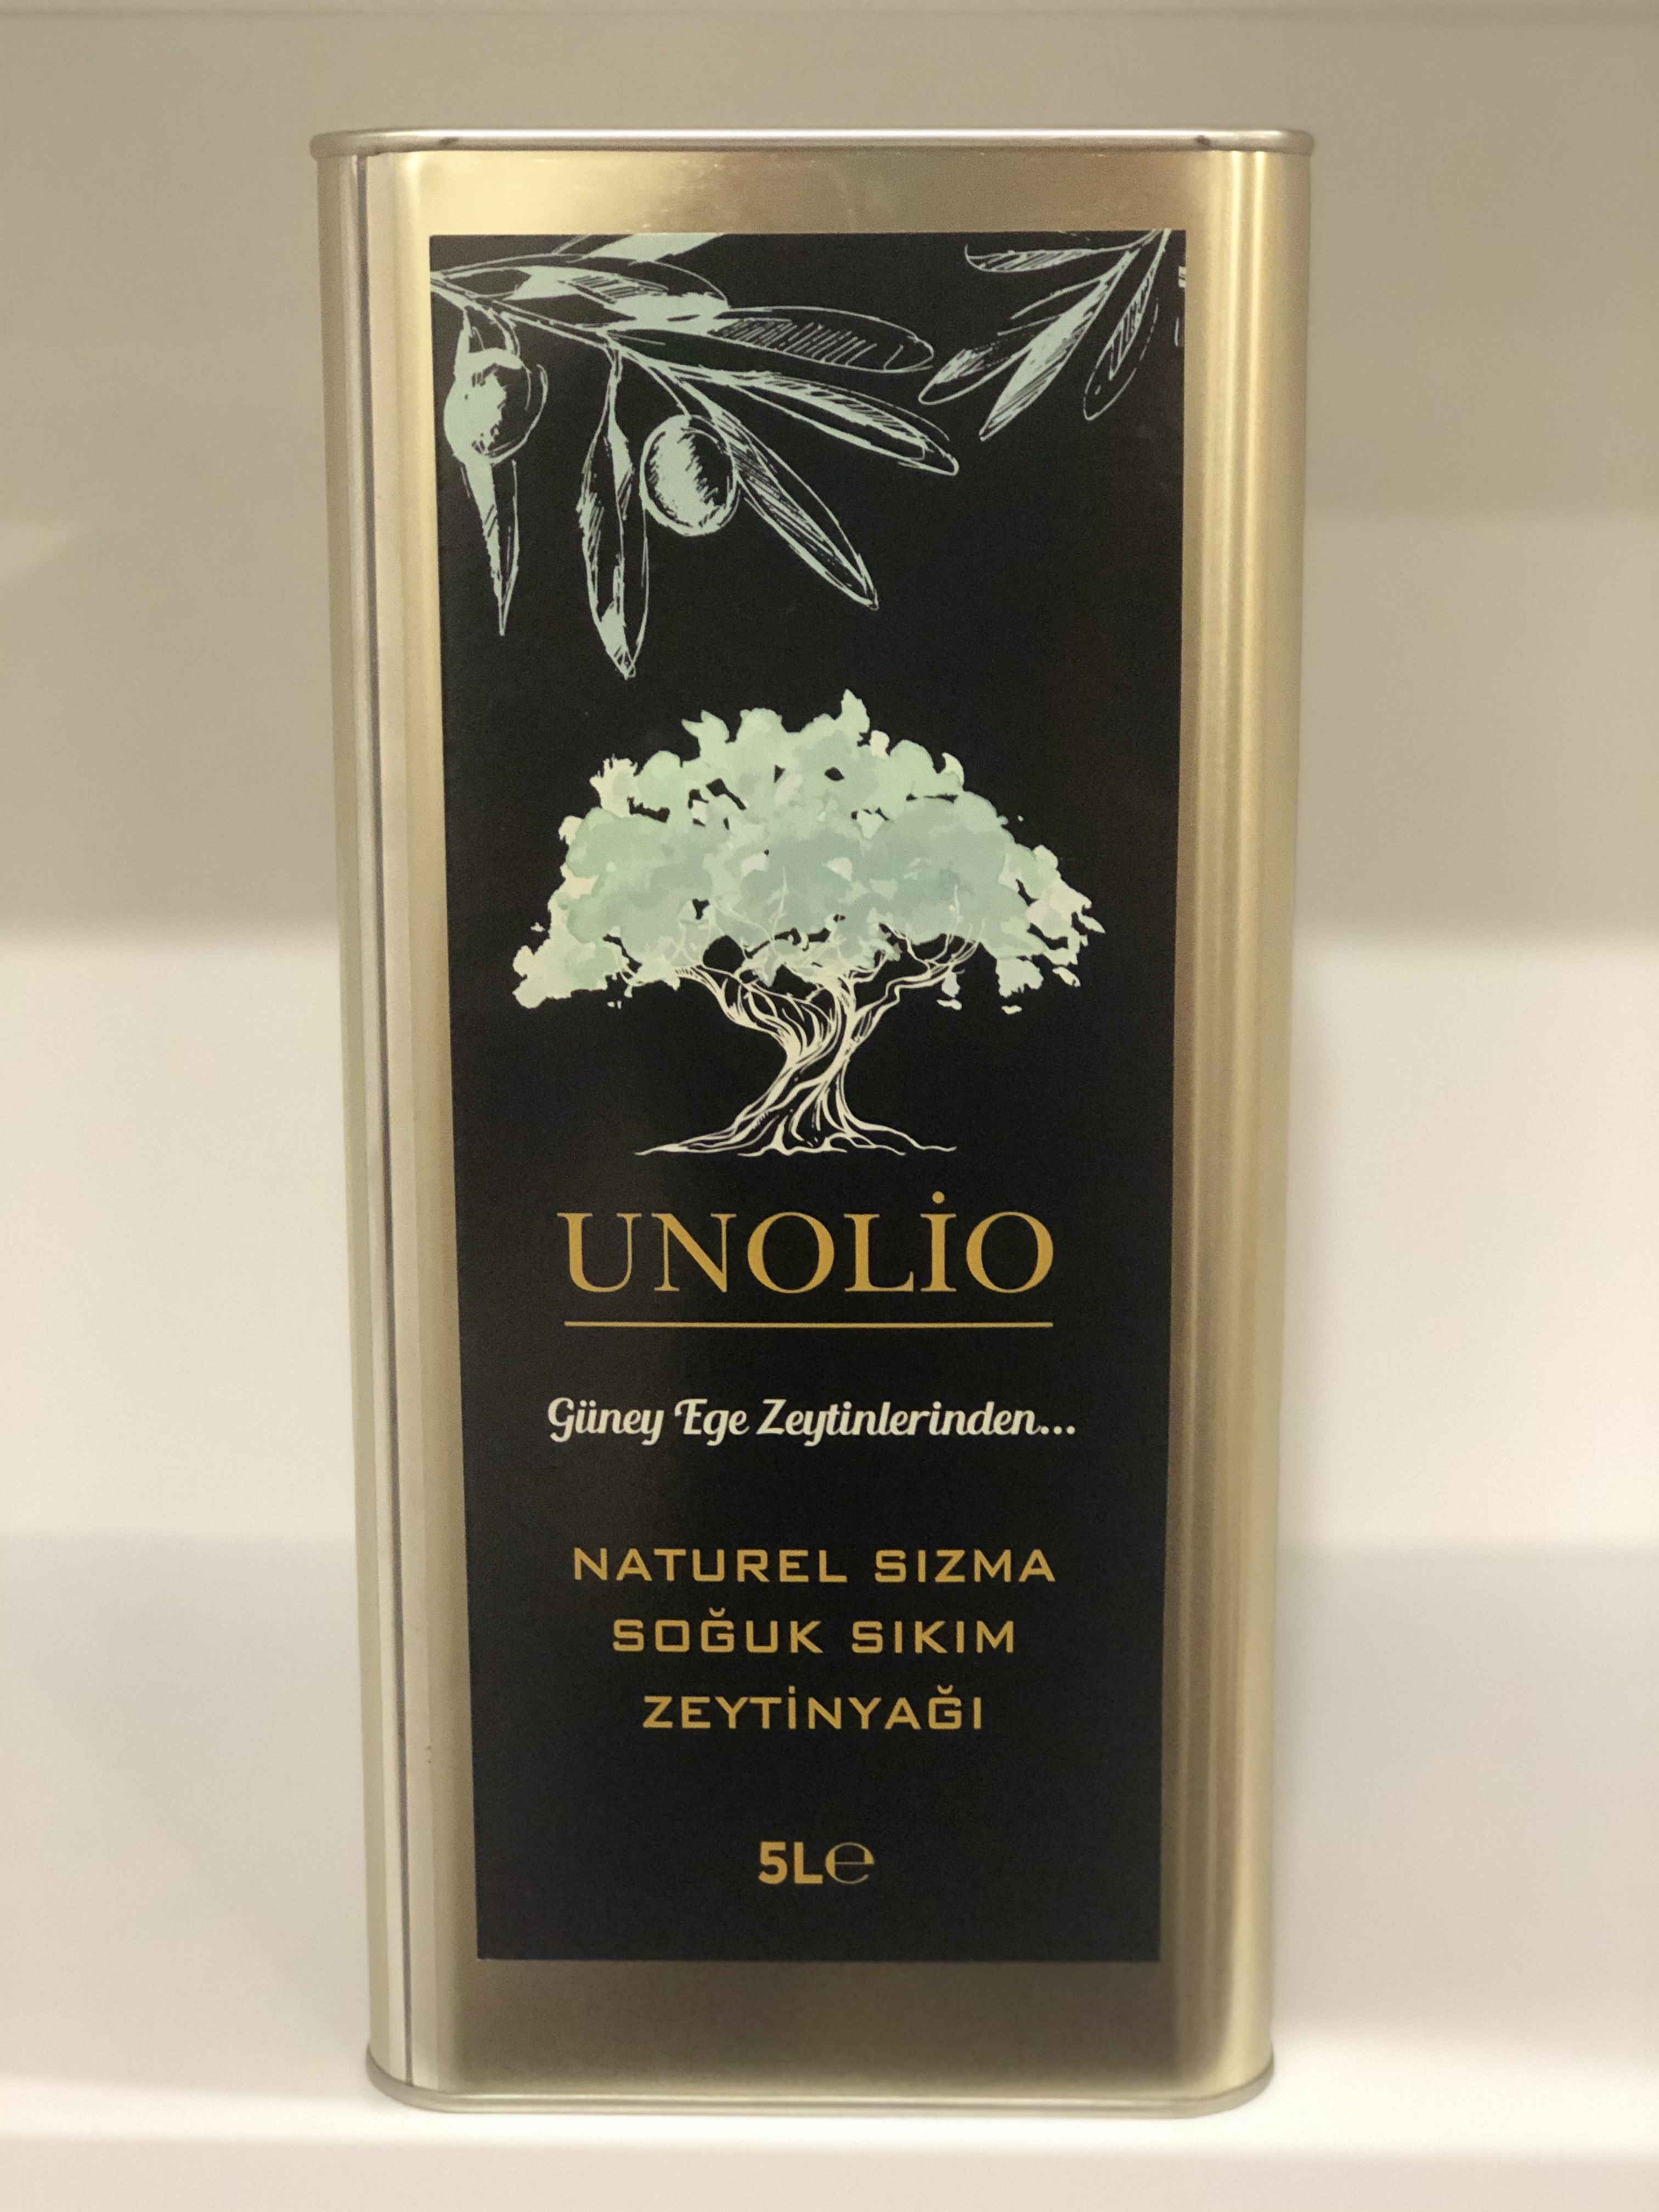 UNOLİO
Güney Ege Zeytinlerinden...
NATUREL SIZMA
SOĞUK SIKIM
ZEYTİNYAĞI
5L℮